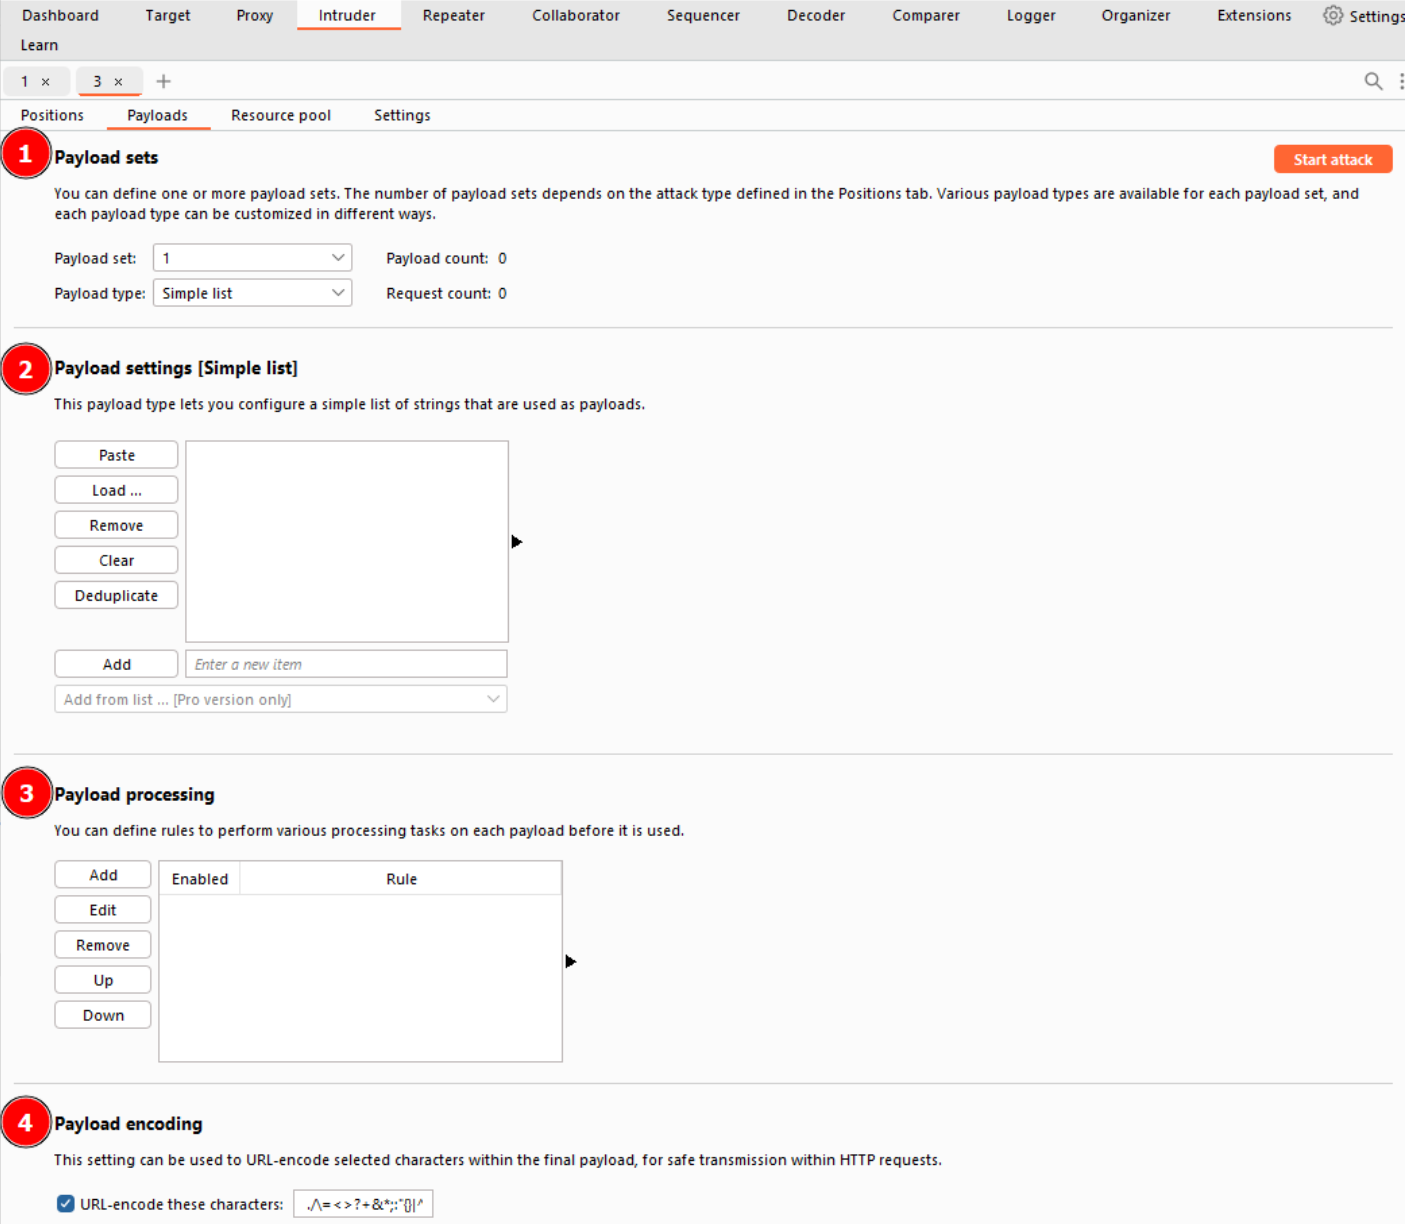 Dashboard Target Proxy Intruder Repeater Collaborator Sequencer Decoder Comparer Logger Organizer Extensions Settings
Learn
1 × 3 × +
Positions Payloads Resource pool Settings
1 Payload sets Start attack
You can define one or more payload sets. The number of payload sets depends on the attack type defined in the Positions tab. Various payload types are available for each payload set, and
each payload type can be customized in different ways.
Payload set: 1 Payload count: 0
Payload type: Simple list Request count: 0
2 Payload settings [Simple list]
This payload type lets you configure a simple list of strings that are used as payloads.
Paste
Load ...
Remove
Clear
Deduplicate
Add Enter a new item
Add from list ... [Pro version only]
3 Payload processing
You can define rules to perform various processing tasks on each payload before it is used.
Add Enabled Rule
Edit
Remove
Up
Down
4 Payload encoding
This setting can be used to URL-encode selected characters within the final payload, for safe transmission within HTTP requests.
URL-encode these characters: